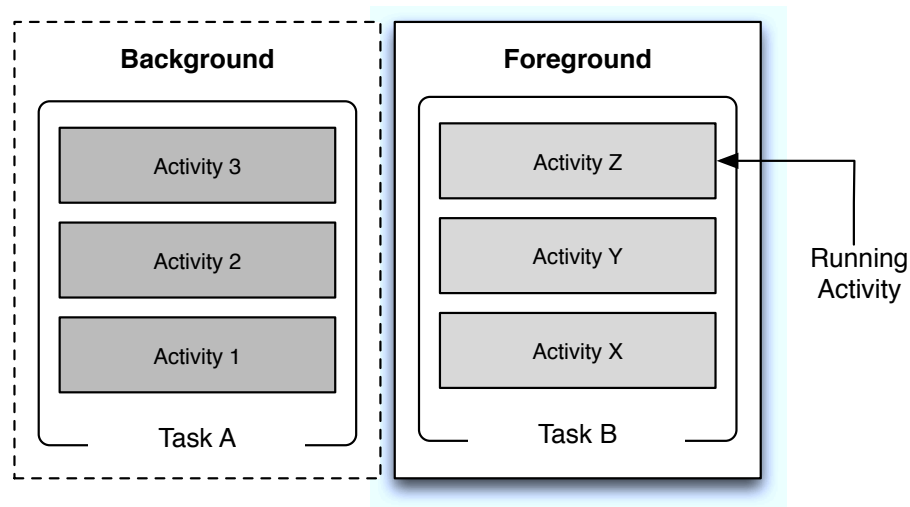 Background
Activity 3
Activity 2
Activity 1
Task A
Foreground
Activity Z
Activity Y
Activity X
Task B
Running
Activity